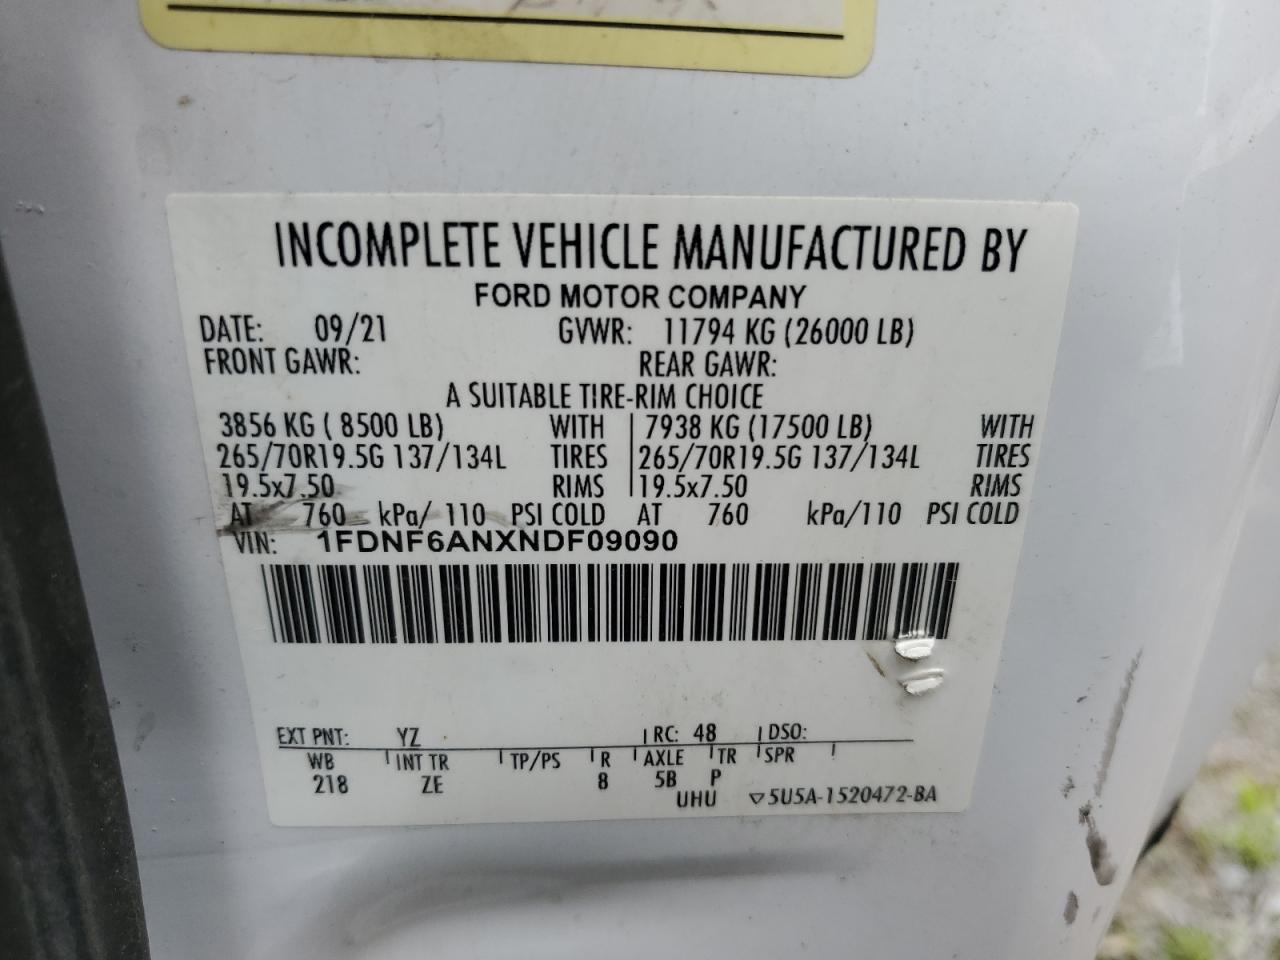 INCOMPLETE VEHICLE MANUFACTURED BY
FORD MOTOR COMPANY
DATE: 09/21 GVWR: 11794 KG (26000 LB)
FRONT GAWR: REAR GAWR:
A SUITABLE TIRE-RIM CHOICE
3856 KG ( 8500 LB) WITH 7938 KG (17500 LB) WITH
265/70R19.5G 137/134L TIRES 265/70R19.5G 137/134L TIRES
19.5x7.50 RIMS 19.5x7.50 RIMS
AT 760 kPa/ 110 PSI COLD AT 760 kPa/110 PSI COLD
VIN: 1FDNF6ANXNDF09090
EXT PNT: YZ RC: 48 DSO:
WB INT TR TP/PS R AXLE TR SPR
218 ZE 8 5B P
UHU ▽5U5A-1520472-BA